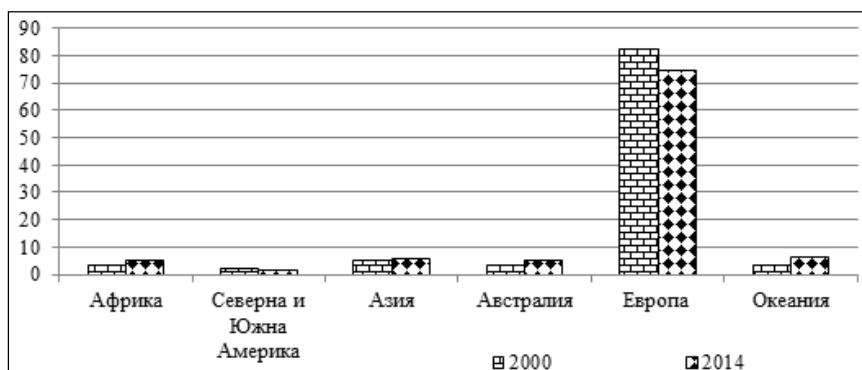 90
80
70
60
50
40
30
20
10
0
Африка
Северна и
Южна
Америка
Азия
Австралия
Европа
Океания
2000
2014